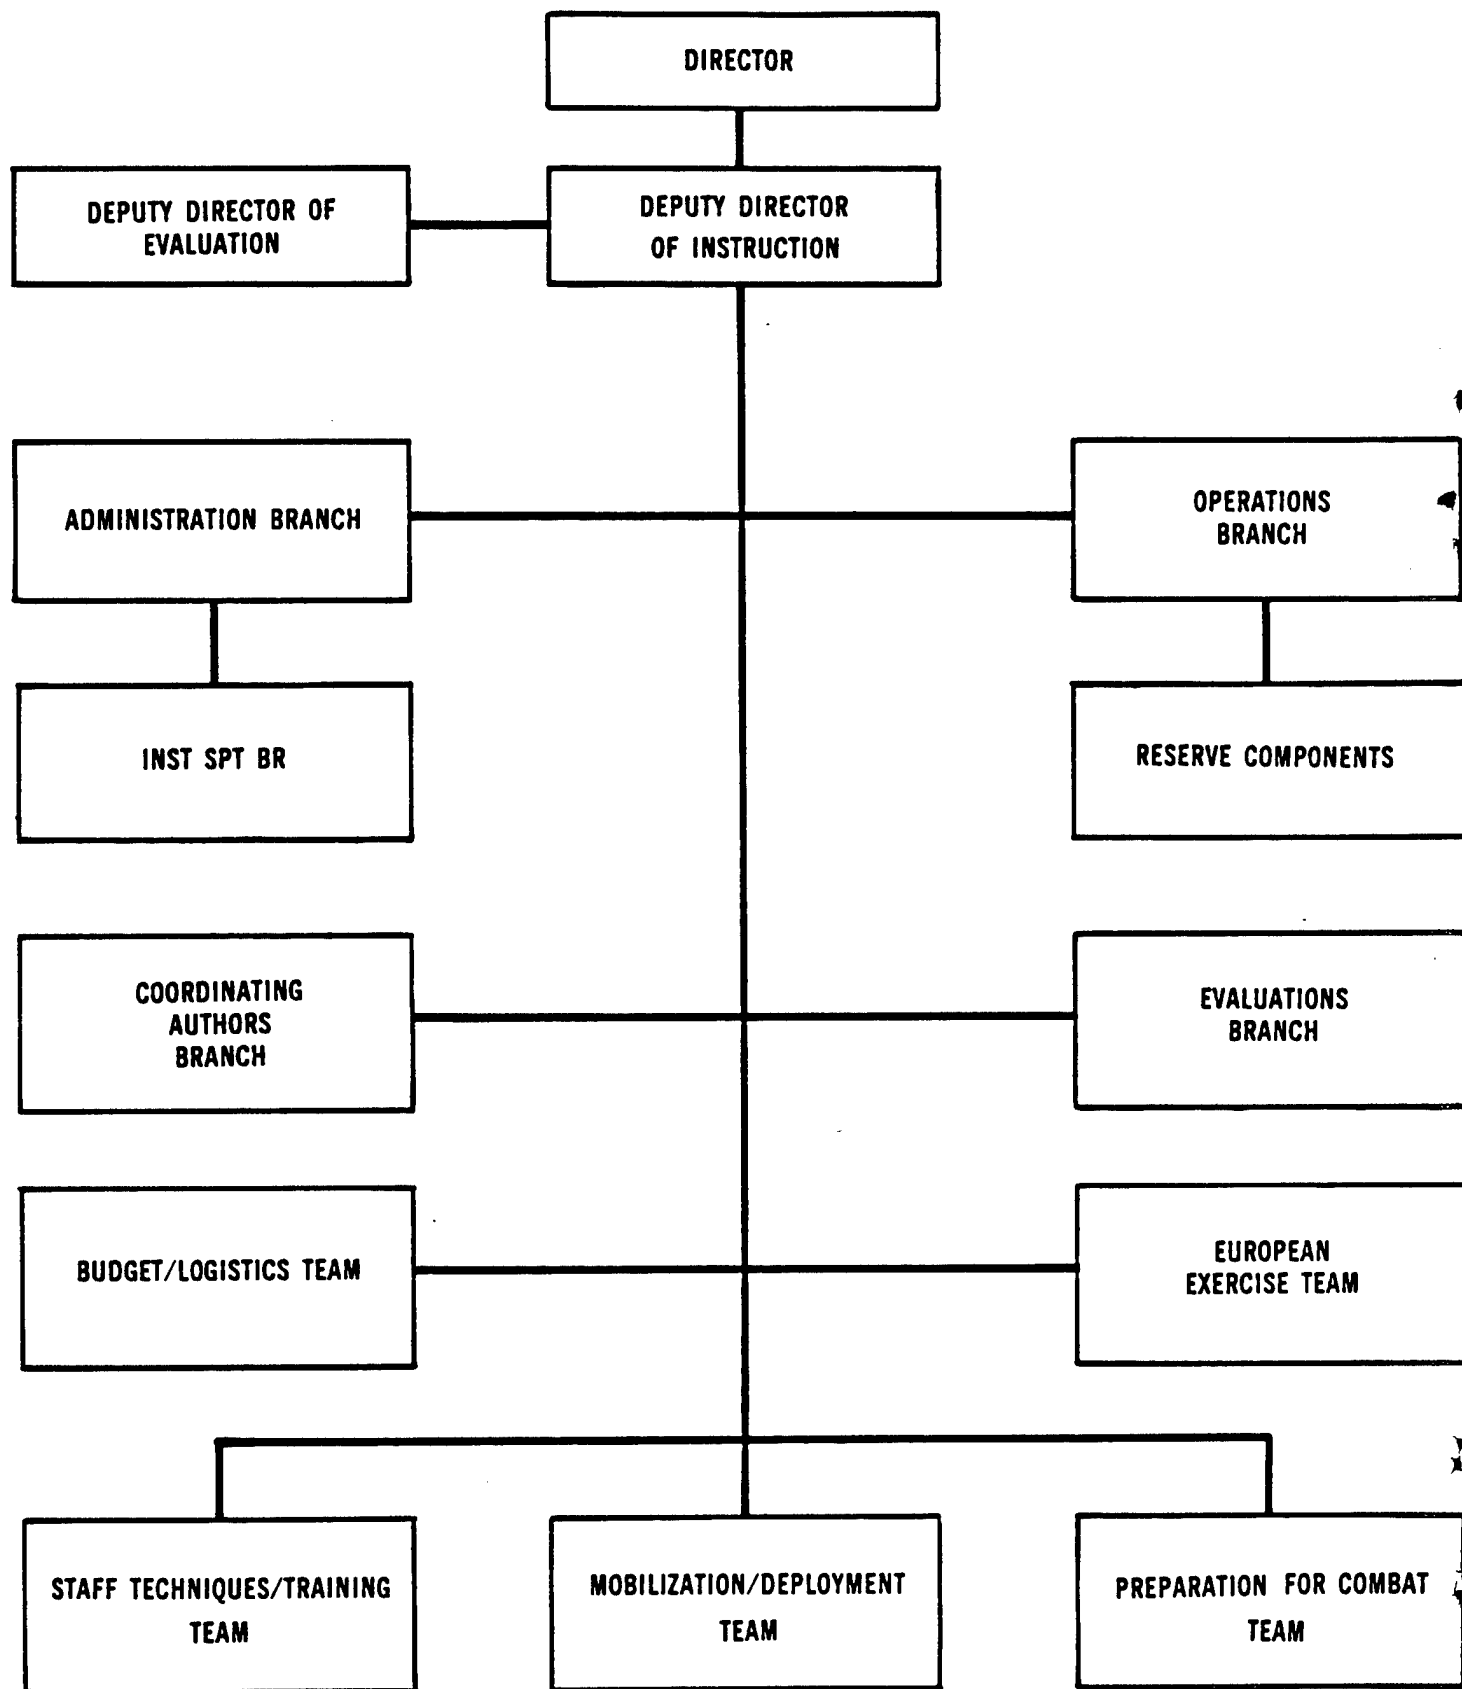 DIRECTOR
DEPUTY DIRECTOR OF
EVALUATION
DEPUTY DIRECTOR
OF INSTRUCTION
ADMINISTRATION BRANCH
OPERATIONS
BRANCH
INST SPT BR
RESERVE COMPONENTS
COORDINATING
AUTHORS
BRANCH
EVALUATIONS
BRANCH
BUDGET/LOGISTICS TEAM
EUROPEAN
EXERCISE TEAM
STAFF TECHNIQUES/TRAINING
TEAM
MOBILIZATION/DEPLOYMENT
TEAM
PREPARATION FOR COMBAT
TEAM